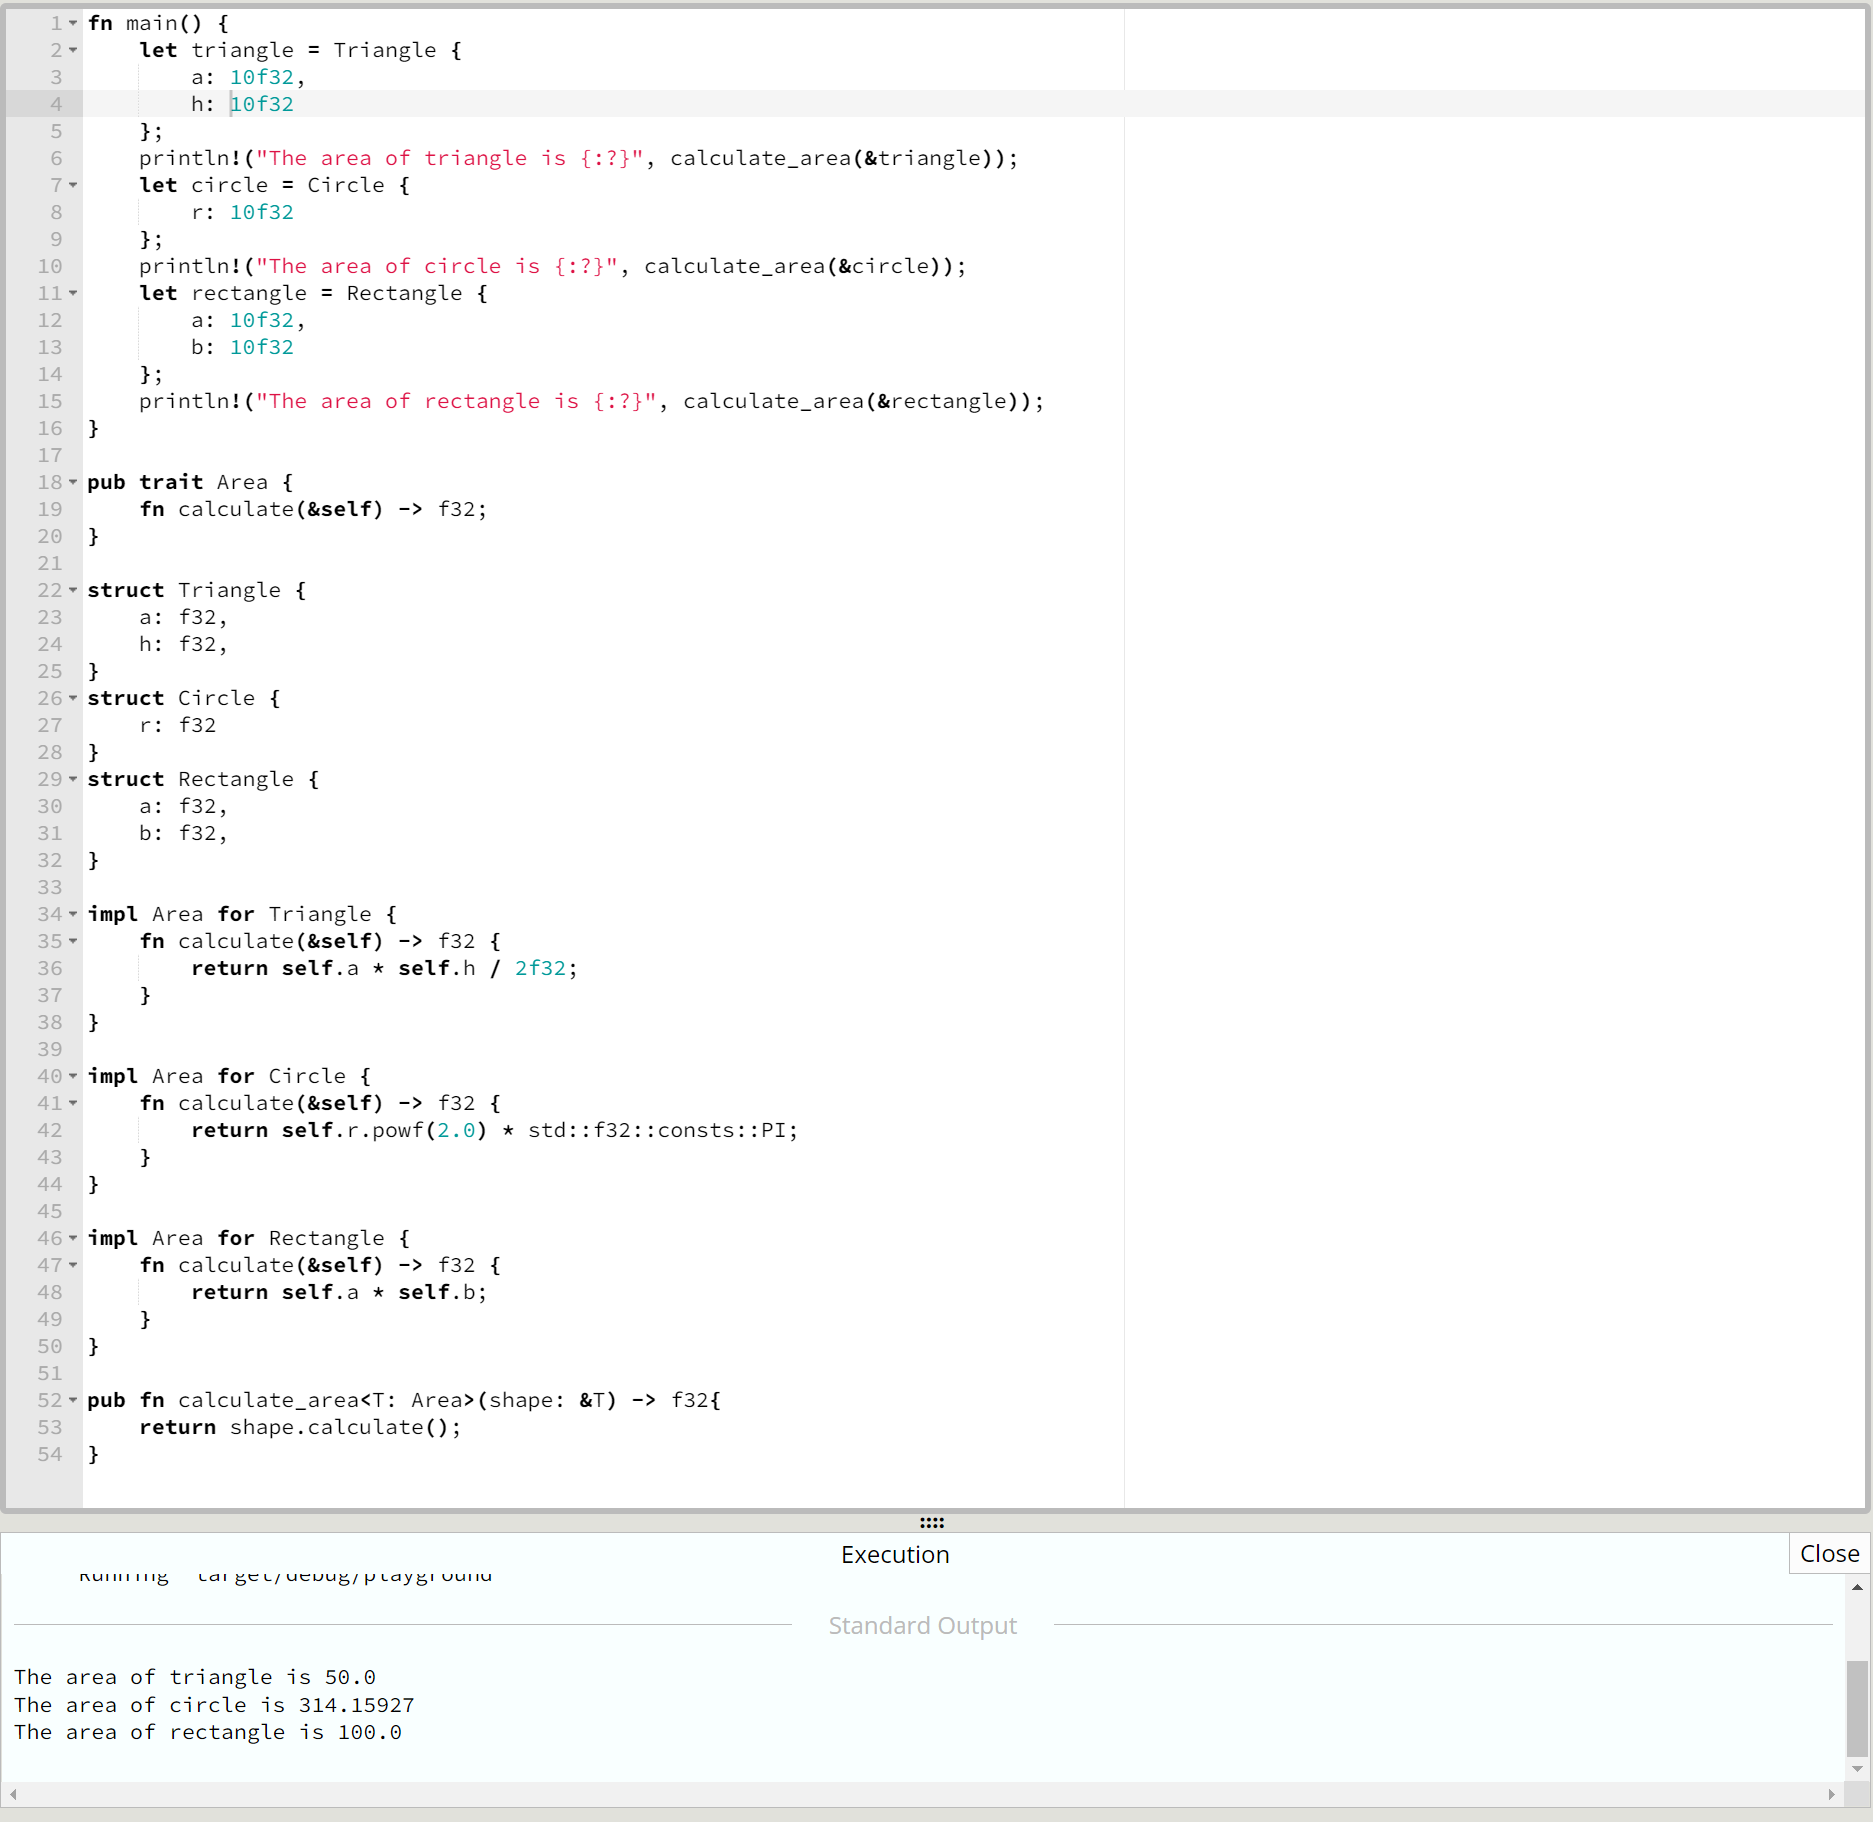 1 fn main() {
2     let triangle = Triangle {
3         a: 10f32,
4         h: 10f32
5     };
6     println!("The area of triangle is {:?}", calculate_area(&triangle));
7     let circle = Circle {
8         r: 10f32
9     };
10     println!("The area of circle is {:?}", calculate_area(&circle));
11     let rectangle = Rectangle {
12         a: 10f32,
13         b: 10f32
14     };
15     println!("The area of rectangle is {:?}", calculate_area(&rectangle));
16 }
17
18 pub trait Area {
19     fn calculate(&self) -> f32;
20 }
21
22 struct Triangle {
23     a: f32,
24     h: f32,
25 }
26 struct Circle {
27     r: f32
28 }
29 struct Rectangle {
30     a: f32,
31     b: f32,
32 }
33
34 impl Area for Triangle {
35     fn calculate(&self) -> f32 {
36         return self.a * self.h / 2f32;
37     }
38 }
39
40 impl Area for Circle {
41     fn calculate(&self) -> f32 {
42         return self.r.powf(2.0) * std::f32::consts::PI;
43     }
44 }
45
46 impl Area for Rectangle {
47     fn calculate(&self) -> f32 {
48         return self.a * self.b;
49     }
50 }
51
52 pub fn calculate_area<T: Area>(shape: &T) -> f32{
53     return shape.calculate();
54 }
Execution
Close
Running target/debug/playground
Standard Output
The area of triangle is 50.0
The area of circle is 314.15927
The area of rectangle is 100.0